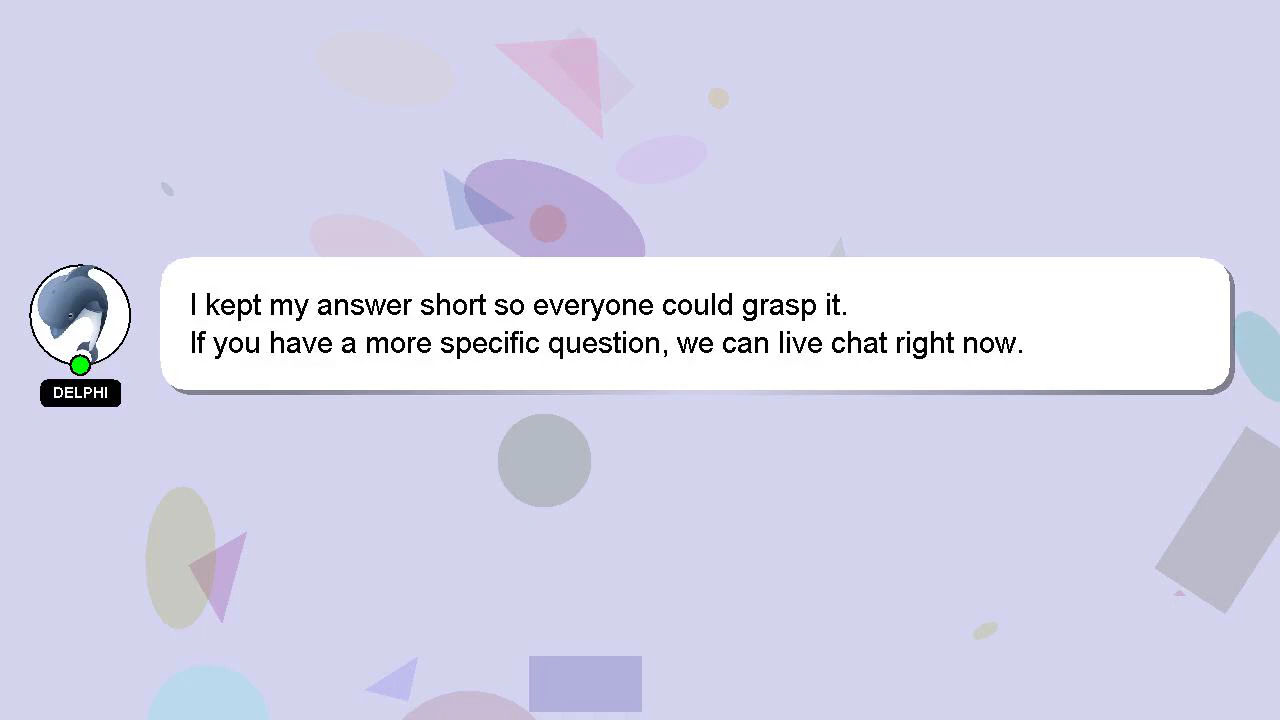 I kept my answer short so everyone could grasp it.
If you have a more specific question, we can live chat right now.
DELPHI